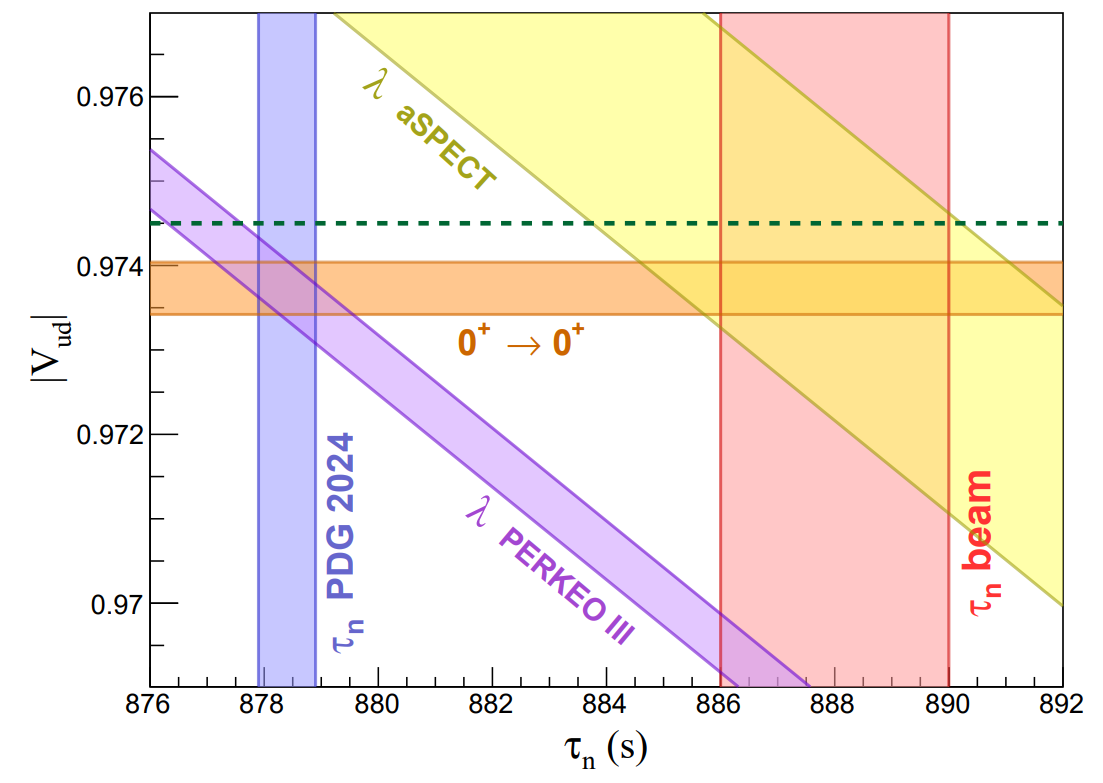 0.976
0.974
0.972
0.97
|V_ud|
λ aSPECT
0⁺ → 0⁺
λ PERKEO III
τ_n PDG 2024
τ_n beam
876 878 880 882 884 886 888 890 892
τ_n (s)